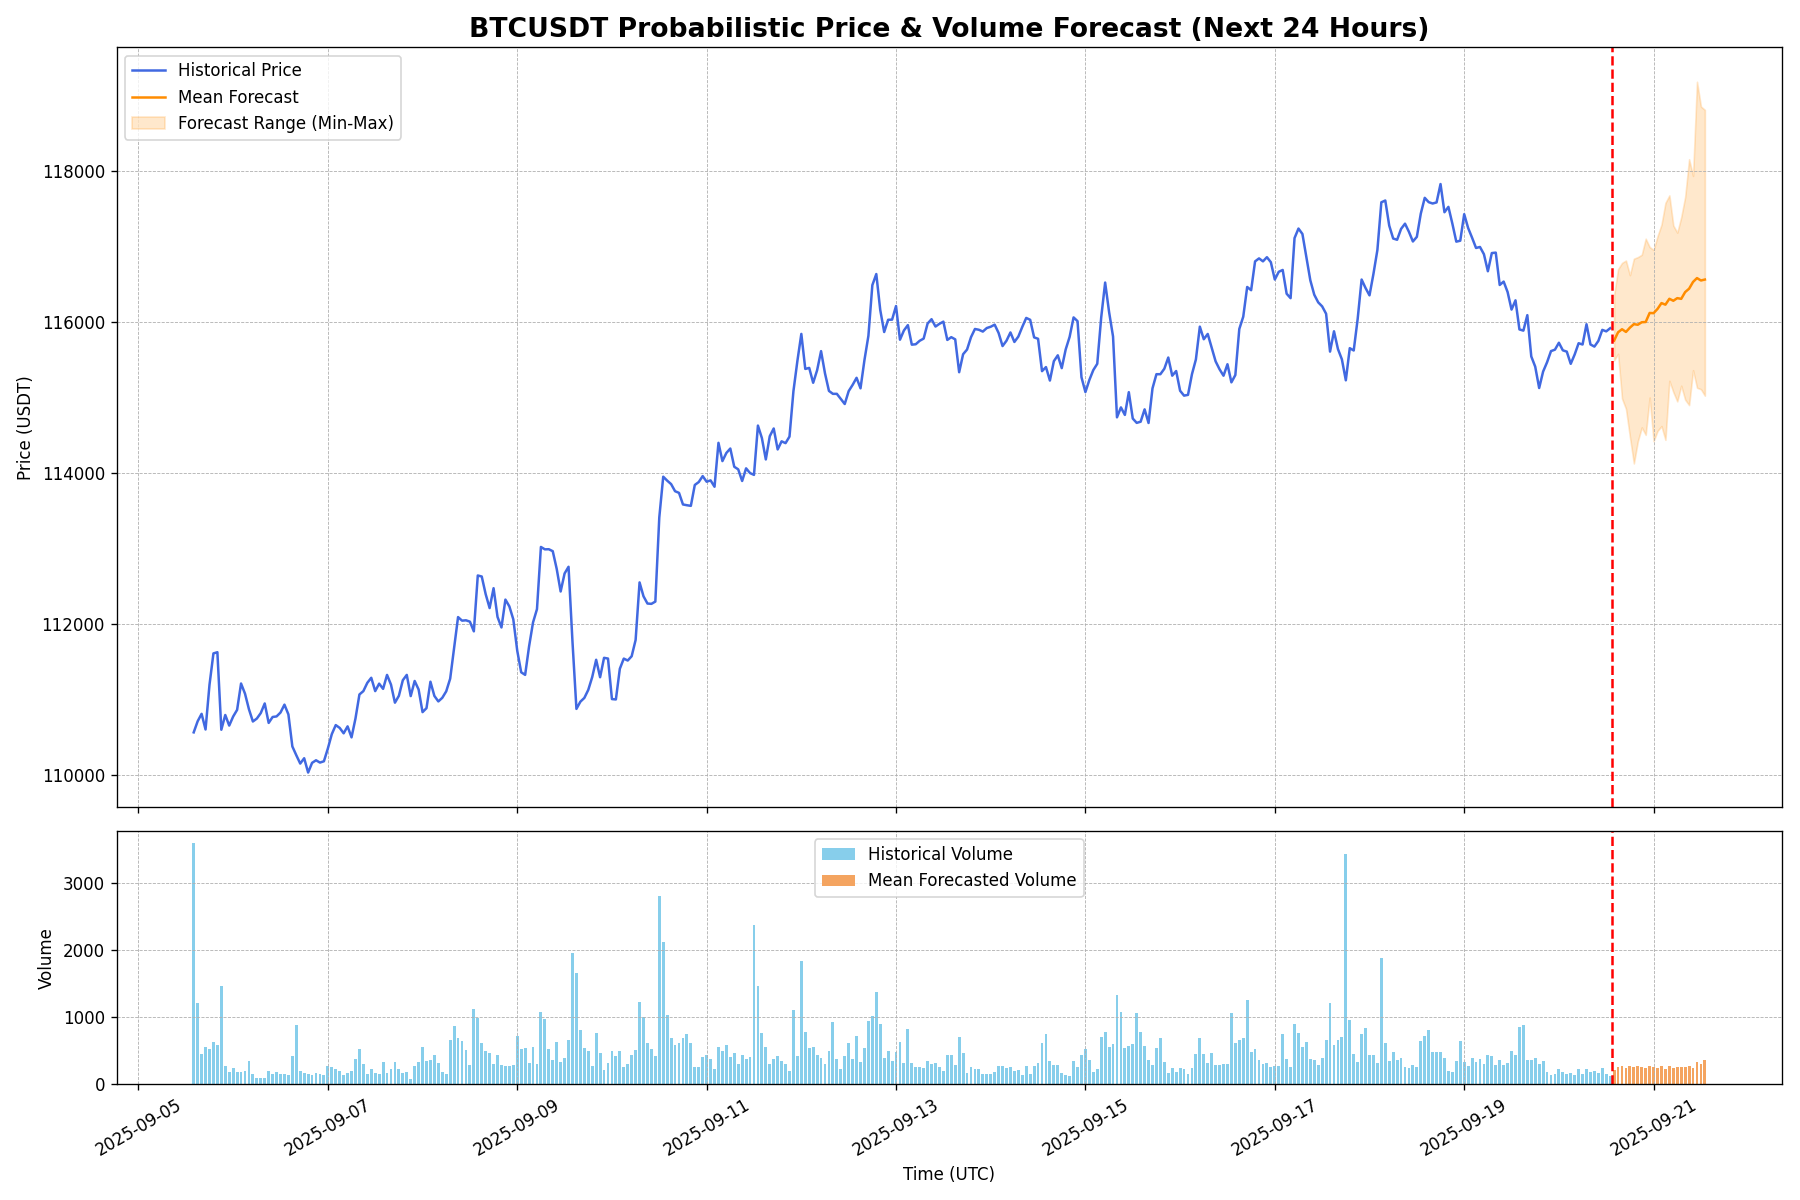 BTCUSDT Probabilistic Price & Volume Forecast (Next 24 Hours)
Historical Price
Mean Forecast
Forecast Range (Min-Max)
118000
116000
114000
112000
110000
Price (USDT)
Historical Volume
Mean Forecasted Volume
3000
2000
1000
0
Volume
2025-09-05
2025-09-07
2025-09-09
2025-09-11
2025-09-13
2025-09-15
2025-09-17
2025-09-19
2025-09-21
Time (UTC)